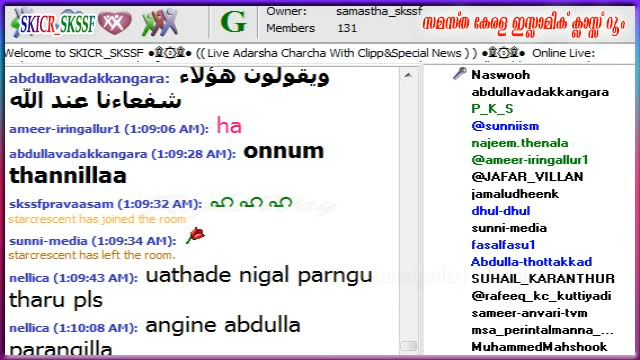 SKICR_SKSSF
G
Owner: samastha_skssf
Members 131
സമസ്ത കേരള ഇസ്ലാമിക് ക്ലാസ്സ് റൂം
Welcome to SKICR_SKSSF (( Live Adarsha Charcha With Clipp&Special News ) ) Online Live:
abdullavadakkangara: ويقولون هؤلاء
شفعاءنا عند الله
ameer-iringallur1 (1:09:06 AM): ha
abdullavadakkangara (1:09:28 AM): onnum
thannillaa
skssfpravaasam (1:09:32 AM):
starcrescent has joined the room
sunni-media (1:09:34 AM):
starcrescent has left the room.
nellica (1:09:43 AM): uathade nigal parngu
tharu pls
nellica (1:10:08 AM): angine abdulla
parangilla
Naswooh
abdullavadakkangara
P_K_S
@sunniism
najeem.thenala
@ameer-iringallur1
@JAFAR_VILLAN
jamaludheenk
dhul-dhul
sunni-media
fasalfasu1
Abdulla-thottakkad
SUHAIL_KARANTHUR
@rafeeq_kc_kuttiyadi
sameer-anvari-tvm
msa_perintalmanna_...
MuhammedMahshook